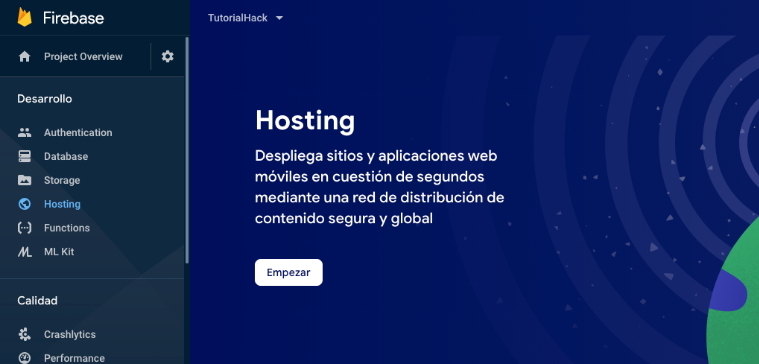 Firebase
TutorialHack
Project Overview
Desarrollo
Authentication
Database
Storage
Hosting
Functions
ML Kit
Calidad
Crashlytics
Performance
Hosting
Despliega sitios y aplicaciones web
móviles en cuestión de segundos
mediante una red de distribución de
contenido segura y global
Empezar